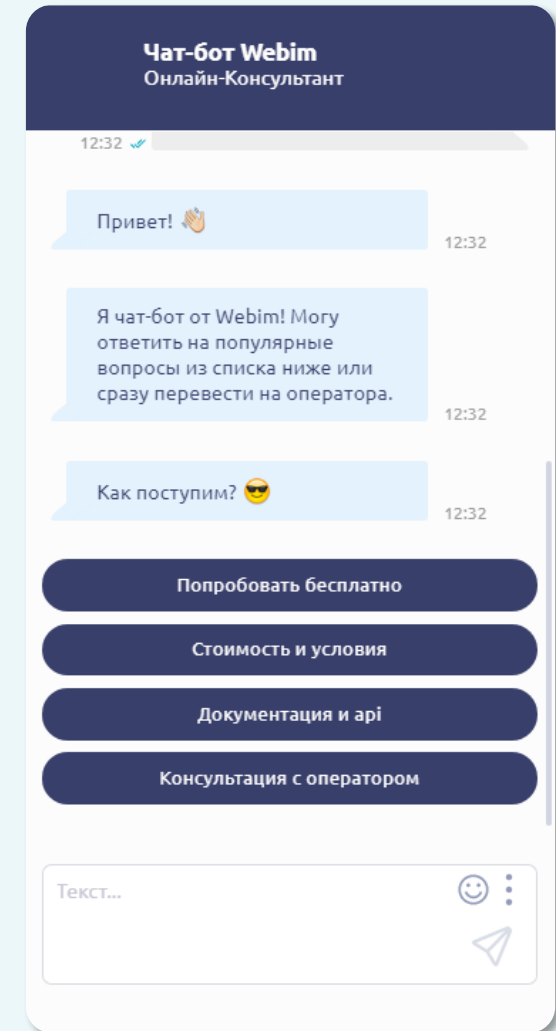 Чат-бот Webim
Онлайн-Консультант
12:32
Привет! 👋🏻
12:32
Я чат-бот от Webim! Могу
ответить на популярные
вопросы из списка ниже или
сразу перевести на оператора.
12:32
Как поступим? 😎
12:32
Попробовать бесплатно
Стоимость и условия
Документация и api
Консультация с оператором
Текст...